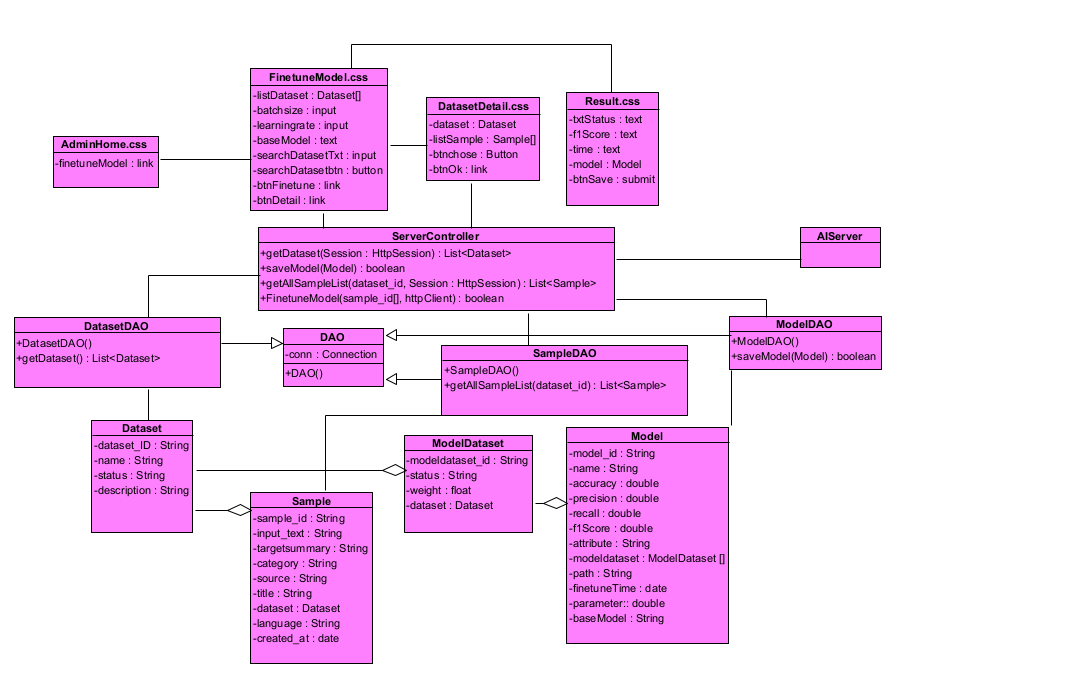 FinetuneModel.css
-listDataset : Dataset[]
-batchsize : input
-learningrate : input
-baseModel : text
-searchDatasetTxt : input
-searchDatasetbtn : button
-btnFinetune : link
-btnDetail : link
DatasetDetail.css
-dataset : Dataset
-listSample : Sample[]
-btnchose : Button
-btnOk : link
Result.css
-txtStatus : text
-f1Score : text
-time : text
-model : Model
-btnSave : submit
AdminHome.css
-finetuneModel : link
ServerController
+getDataset(Session : HttpSession) : List<Dataset>
+saveModel(Model) : boolean
+getAllSampleList(dataset_id, Session : HttpSession) : List<Sample>
+FinetuneModel(sample_id[], httpClient) : boolean
AIServer
DatasetDAO
+DatasetDAO()
+getDataset() : List<Dataset>
DAO
-conn : Connection
+DAO()
SampleDAO
+SampleDAO()
+getAllSampleList(dataset_id) : List<Sample>
ModelDAO
+ModelDAO()
+saveModel(Model) : boolean
Dataset
-dataset_ID : String
-name : String
-status : String
-description : String
Sample
-sample_id : String
-input_text : String
-targetsummary : String
-category : String
-source : String
-title : String
-dataset : Dataset
-language : String
-created_at : date
ModelDataset
-modeldataset_id : String
-status : String
-weight : float
-dataset : Dataset
Model
-model_id : String
-name : String
-accuracy : double
-precision : double
-recall : double
-f1Score : double
-attribute : String
-modeldataset : ModelDataset []
-path : String
-finetuneTime : date
-parameter:: double
-baseModel : String